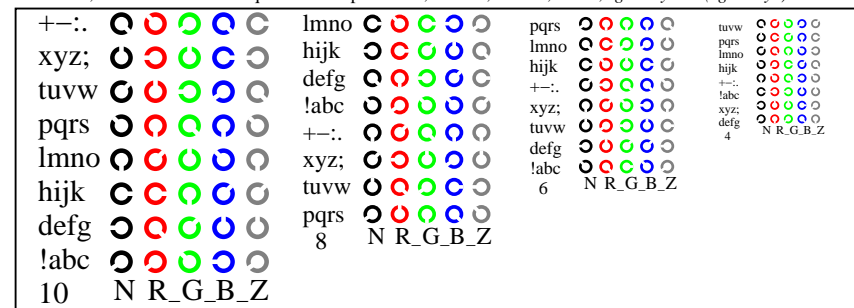 +−:.
xyz;
tuvw
pqrs
lmno
hijk
defg
!abc
10 N R_G_B_Z
lmno
hijk
defg
!abc
+−:.
xyz;
tuvw
pqrs
8 N R_G_B_Z
pqrs
lmno
hijk
+−:.
xyz;
tuvw
defg
!abc
6 N R_G_B_Z
tuvw
pqrs
lmno
hijk
+−:.
!abc
xyz;
defg
4 N R_G_B_Z